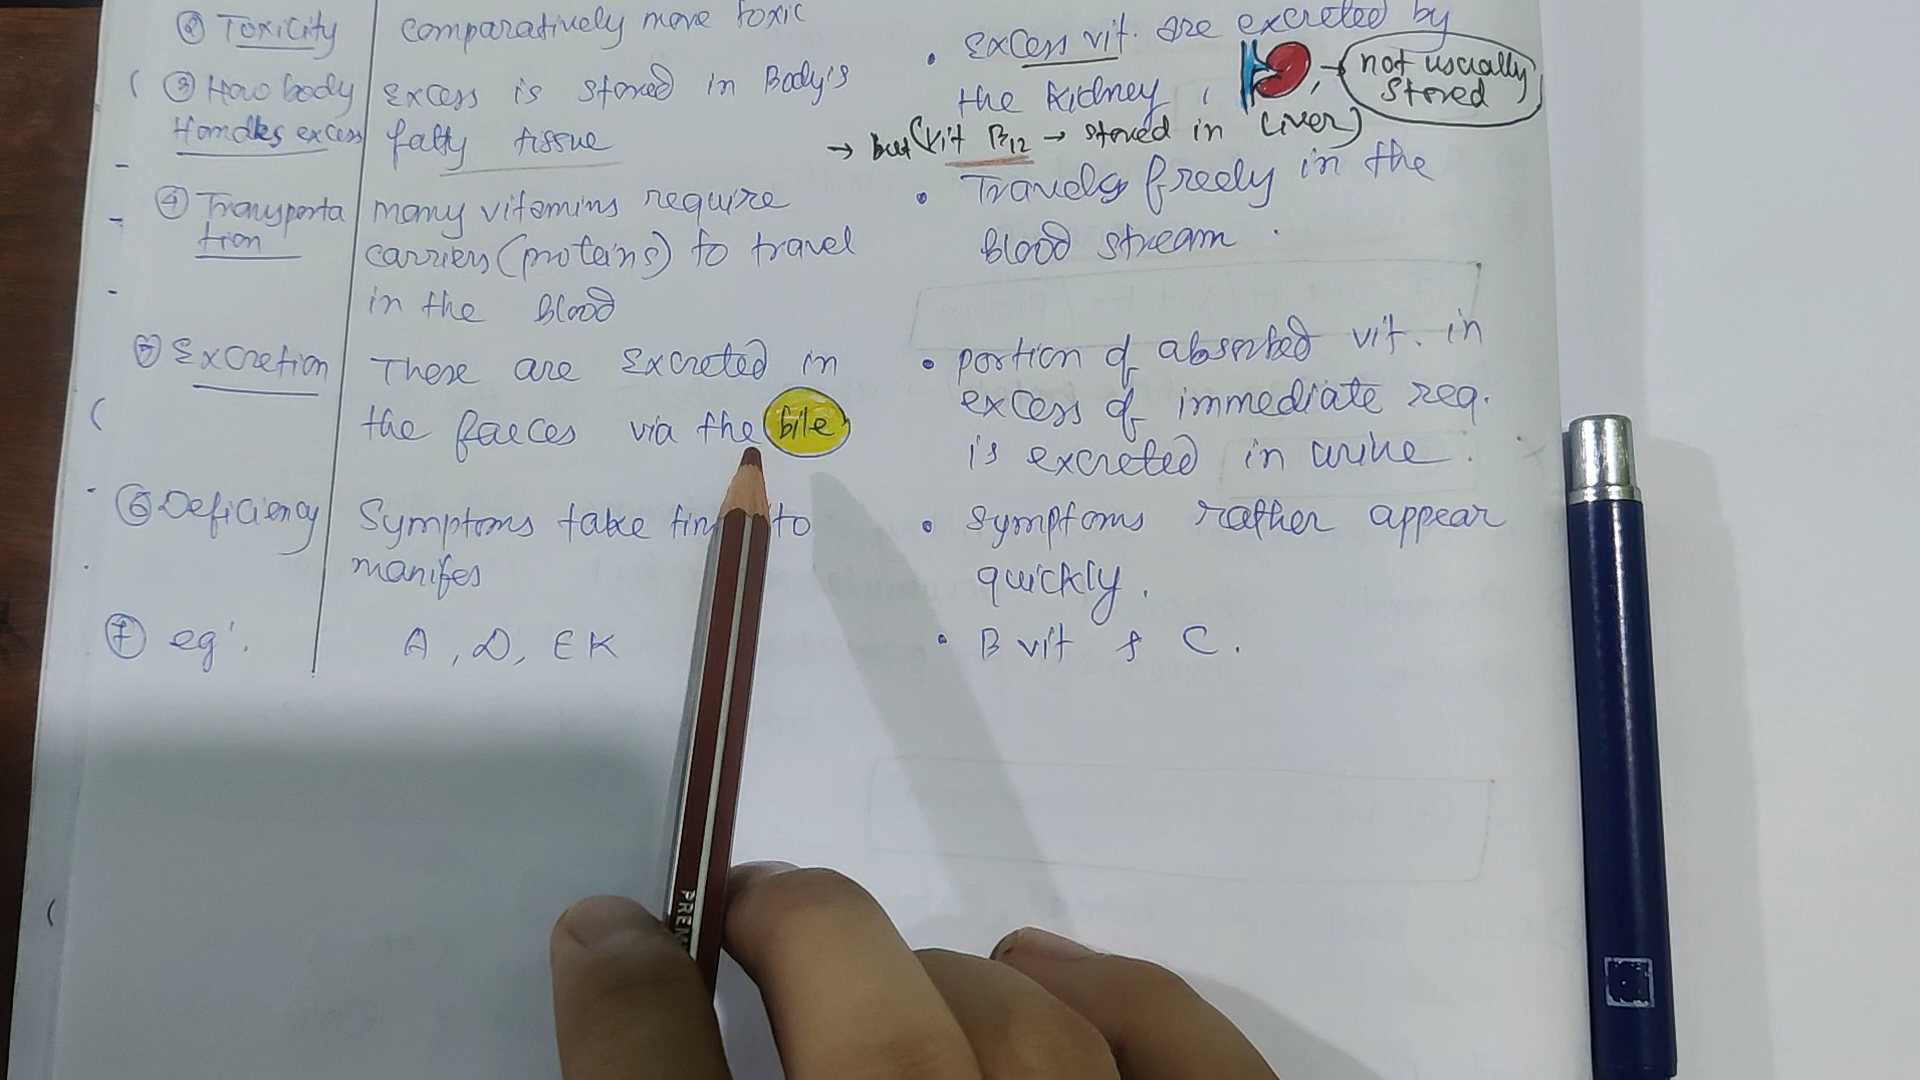 ② Toxicity comparatively more toxic
• Excess vit. are excreted by
the kidney
not usually
stored
③ How body Excess is stored in Body's
Handles excess fatty tissue
→ but (vit B12 → stored in Liver)
④ Transporta many vitamins require
tion carriers (proteins) to travel
in the blood
• Travels freely in the
blood stream.
⑤ Excretion These are Excreted in
the faeces via the bile
• portion of absorbed vit. in
excess of immediate req.
is excreted in urine.
⑥ Deficiency Symptoms take to
manifes
• symptoms rather appear
quickly.
⑦ eg. A, D, E K
• B vit & C.